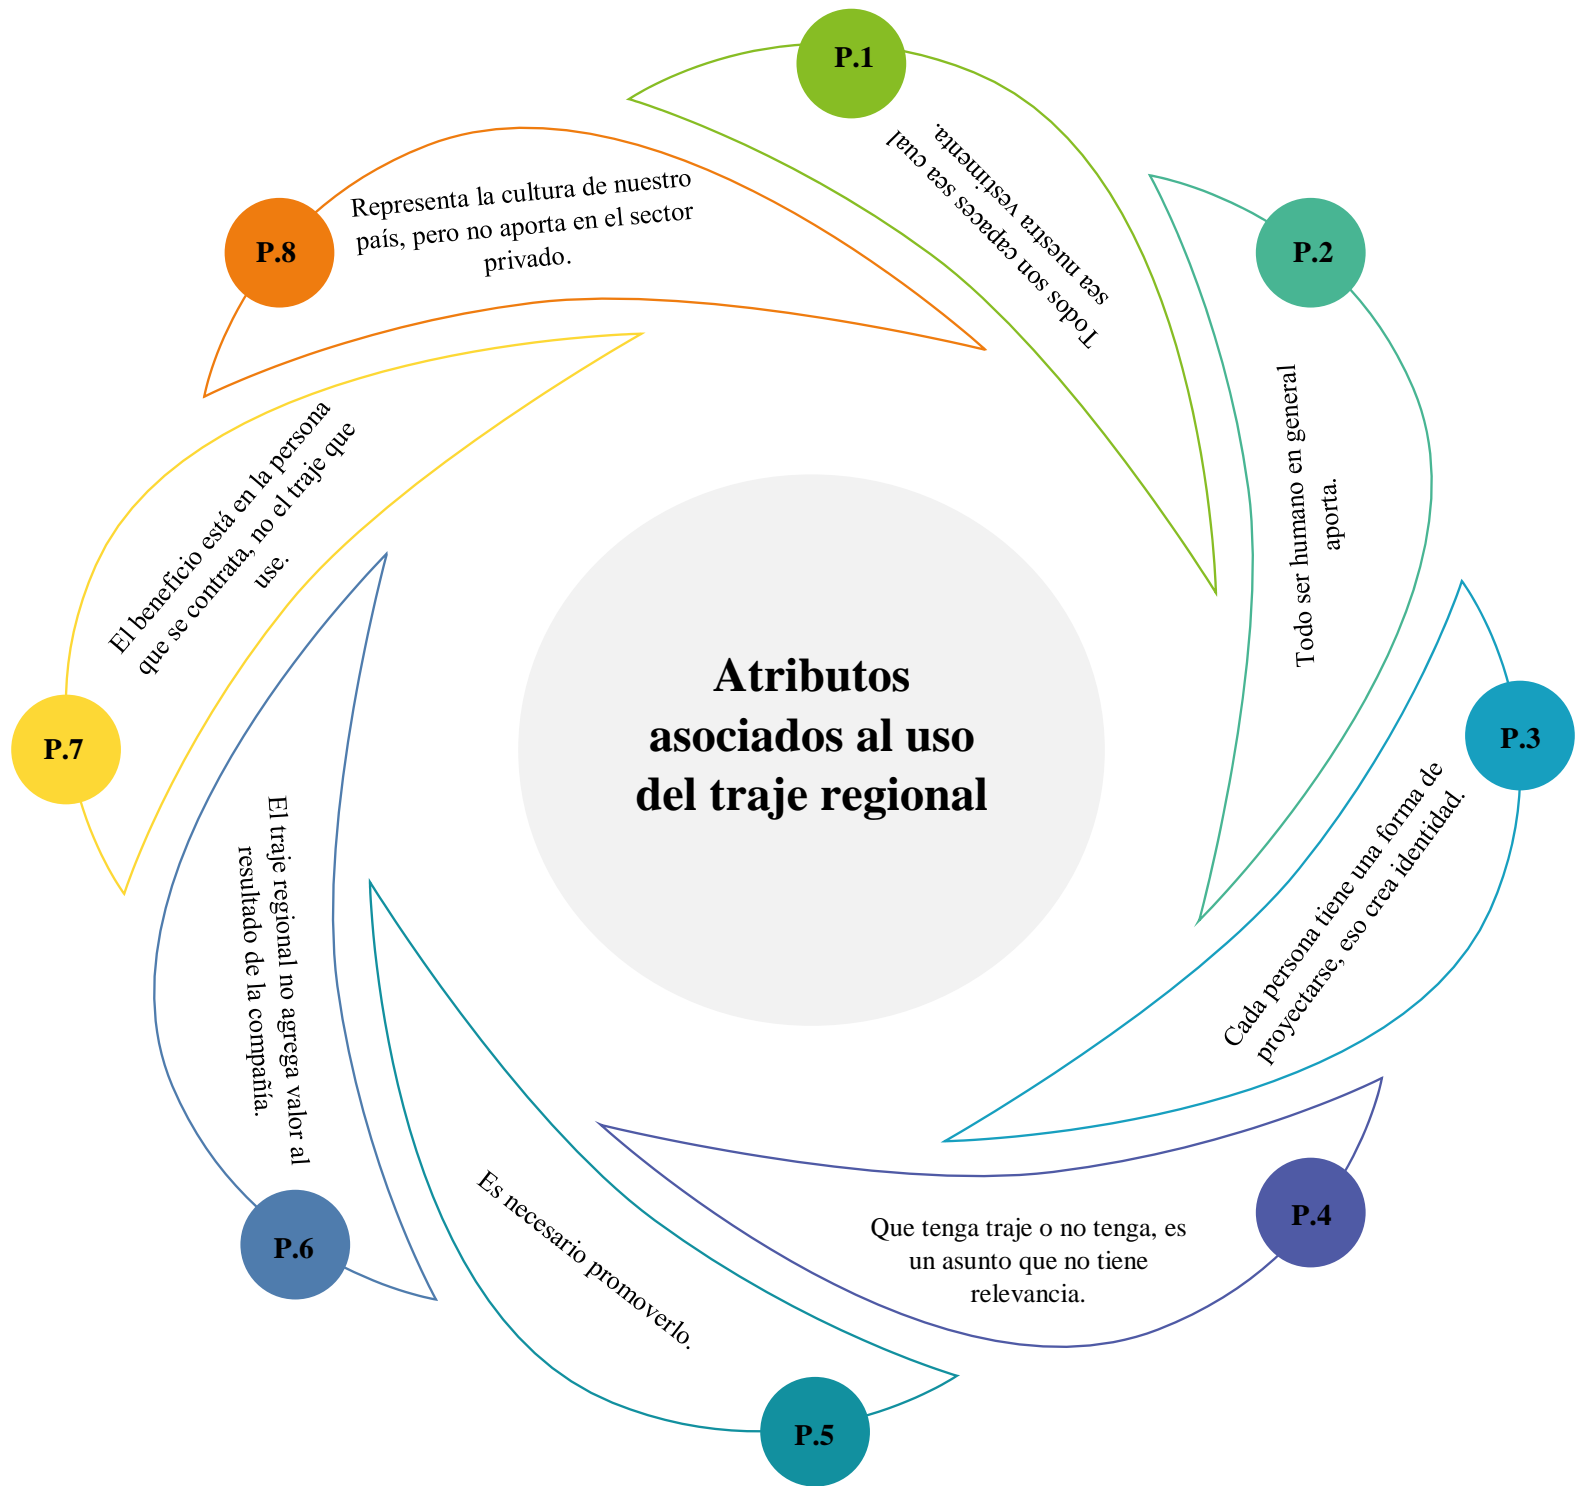 Atributos
asociados al uso
del traje regional
P.1
Todos son capaces sea cual
sea nuestra vestimenta.
P.2
Todo ser humano en general
aporta.
P.3
Cada persona tiene una forma de
proyectarse, eso crea identidad.
P.4
Que tenga traje o no tenga, es
un asunto que no tiene
relevancia.
P.5
Es necesario promoverlo.
P.6
El traje regional no agrega valor al
resultado de la compañía.
P.7
El beneficio está en la persona
que se contrata, no el traje que
use.
P.8
Representa la cultura de nuestro
país, pero no aporta en el sector
privado.